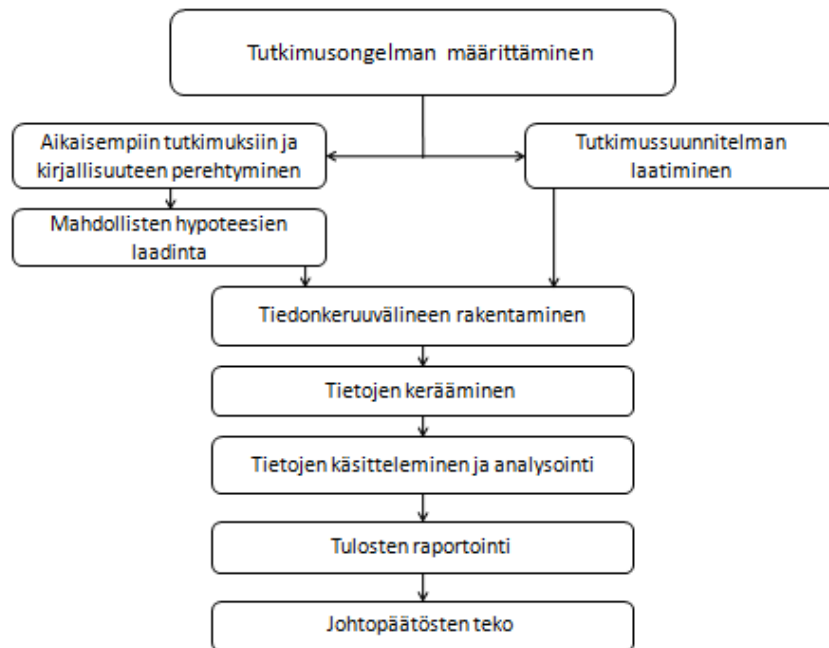 Tutkimusongelman määrittäminen
Aikaisempiin tutkimuksiin ja
kirjallisuuteen perehtyminen
Tutkimussuunnitelman
laatiminen
Mahdollisten hypoteesien
laadinta
Tiedonkeruuvälineen rakentaminen
Tietojen kerääminen
Tietojen käsitteleminen ja analysointi
Tulosten raportointi
Johtopäätösten teko